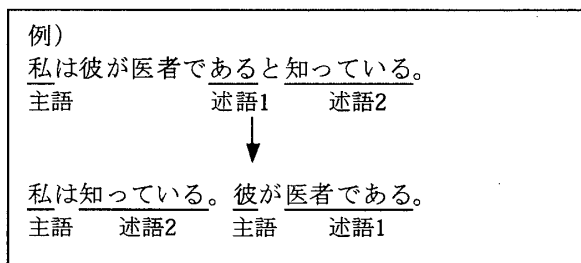 例）
私は彼が医者であると知っている。
主語 述語1 述語2
私は知っている。彼が医者である。
主語 述語2 主語 述語1